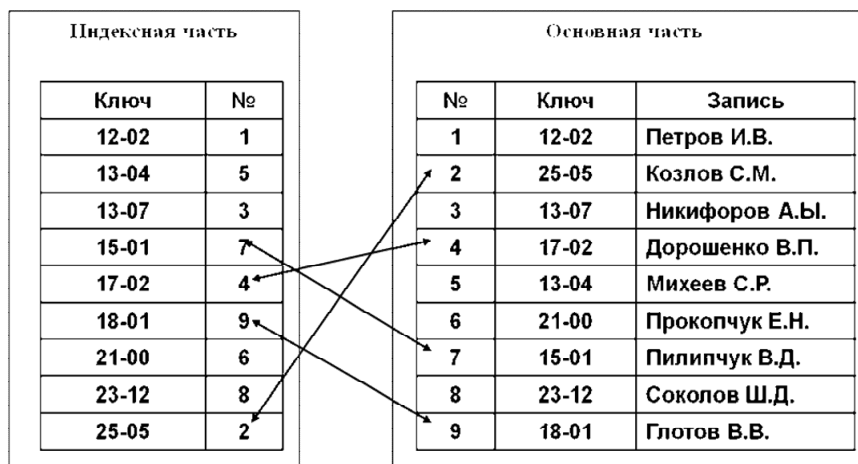 Индексная часть
Ключ №
12-02 1
13-04 5
13-07 3
15-01 7
17-02 4
18-01 9
21-00 6
23-12 8
25-05 2
Основная часть
№ Ключ Запись
1 12-02 Петров И.В.
2 25-05 Козлов С.М.
3 13-07 Никифоров А.Ы.
4 17-02 Дорошенко В.П.
5 13-04 Михеев С.Р.
6 21-00 Прокопчук Е.Н.
7 15-01 Пилипчук В.Д.
8 23-12 Соколов Ш.Д.
9 18-01 Глотов В.В.